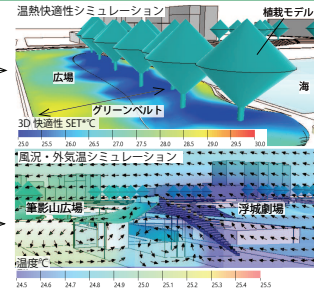 温熱快適性シミュレーション
植栽モデル
広場
海
グリーンベルト
3D 快適性 SET*℃
25.0 25.5 26.0 26.5 27.0 27.5 28.0 28.5 29.0 29.5 30.0
風況・外気温シミュレーション
筆影山広場
浮城劇場
温度℃
24.5 24.6 24.7 24.8 24.9 25.0 25.1 25.2 25.3 25.4 25.5